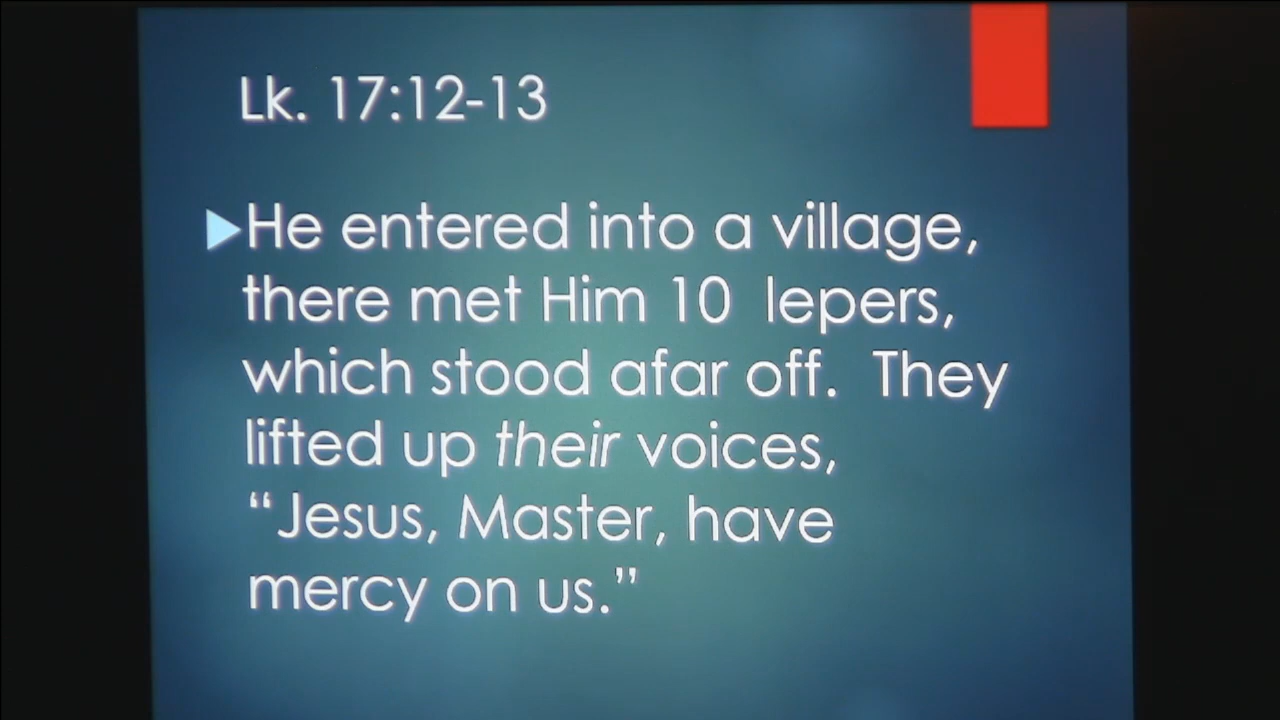 Lk. 17:12-13
He entered into a village,
there met Him 10 lepers,
which stood afar off. They
lifted up their voices,
“Jesus, Master, have
mercy on us.”